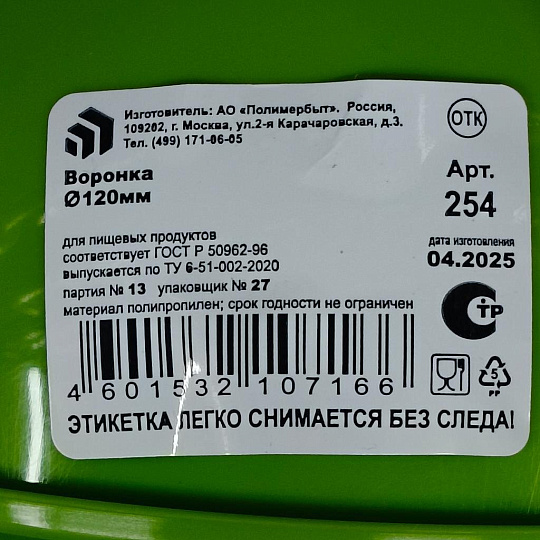 Изготовитель: АО «Полимербыт». Россия,
109202, г. Москва, ул.2-я Карачаровская, д.3.
Тел. (499) 171-06-05
ОТК
Воронка
Ø120мм
Арт.
254
для пищевых продуктов
соответствует ГОСТ Р 50962-96
выпускается по ТУ 6-51-002-2020
партия № 13 упаковщик № 27
материал полипропилен; срок годности не ограничен
дата изготовления
04.2025
СТР
4 601532 107166
5
PP
ЭТИКЕТКА ЛЕГКО СНИМАЕТСЯ БЕЗ СЛЕДА!